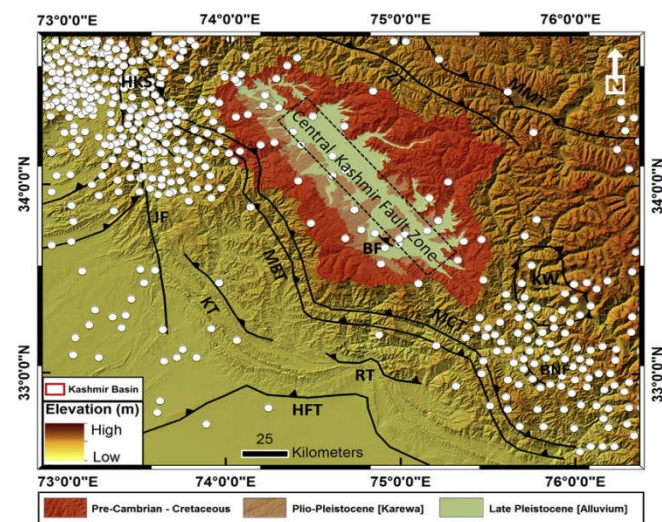 73°0'0"E 74°0'0"E 75°0'0"E 76°0'0"E
HKS
ZT
MMT
N
34°0'0"N
34°0'0"N
Central Kashmir Fault Zone
JF
BF
MBT
KW
KT
MCT
33°0'0"N
33°0'0"N
BNF
RT
HFT
Kashmir Basin
Elevation (m)
High
Low
25
Kilometers
73°0'0"E 74°0'0"E 75°0'0"E 76°0'0"E
Pre-Cambrian - Cretaceous Plio-Pleistocene [Karewa] Late Pleistocene [Alluvium]